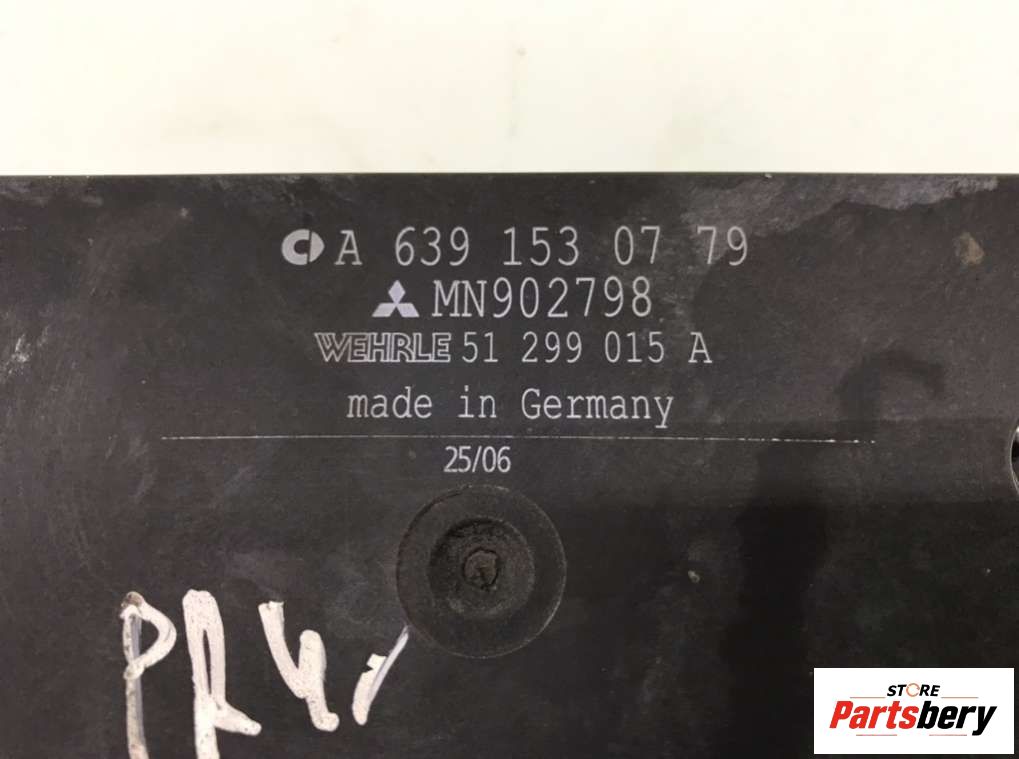 A 639 153 07 79
MN902798
WEHRLE 51 299 015 A
made in Germany
25/06
STORE
Partsbery